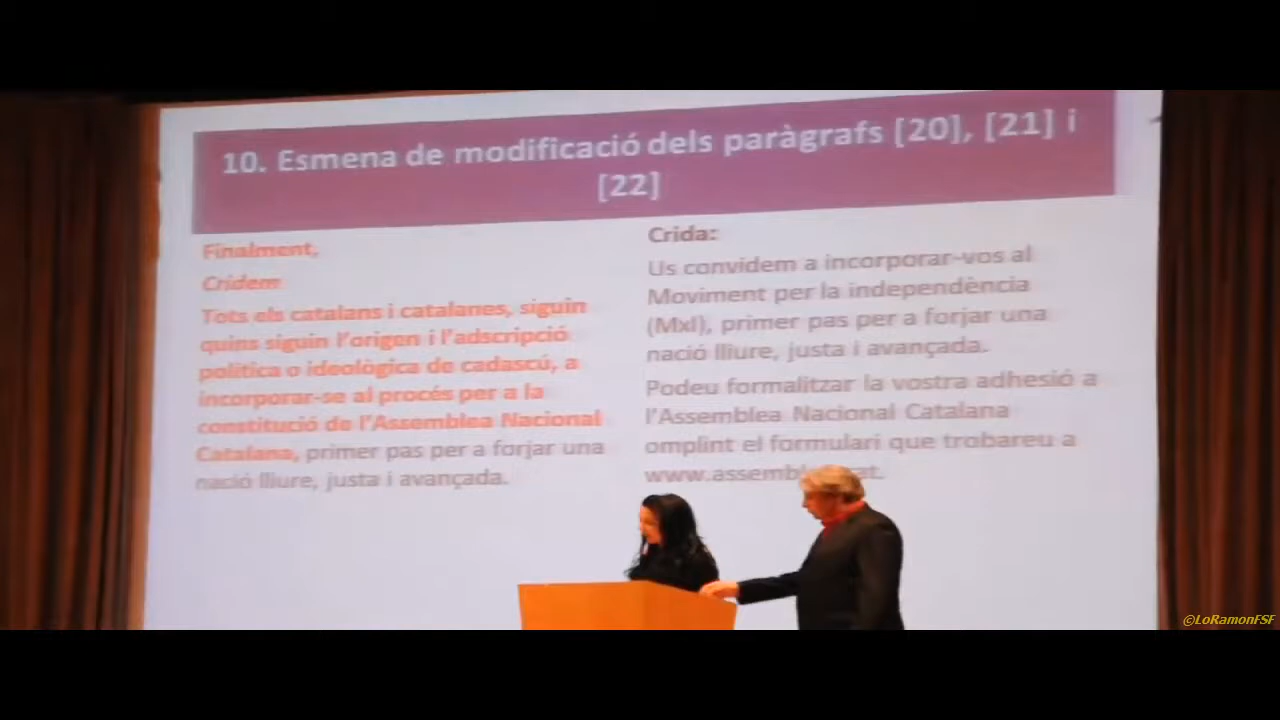 10. Esmena de modificació dels paràgrafs [20], [21] i
[22]
Finalment,
Cridem
Tots els catalans i catalanes, siguin
quins siguin l'origen i l'adscripció
política o ideològica de cadascú, a
incorporar-se al procés per a la
constitució de l'Assemblea Nacional
Catalana, primer pas per a forjar una
nació lliure, justa i avançada.
Crida:
Us convidem a incorporar-vos al
Moviment per la independència
(MxI), primer pas per a forjar una
nació lliure, justa i avançada.
Podeu formalitzar la vostra adhesió a
l'Assemblea Nacional Catalana
omplint el formulari que trobareu a
©LoRamonFSF